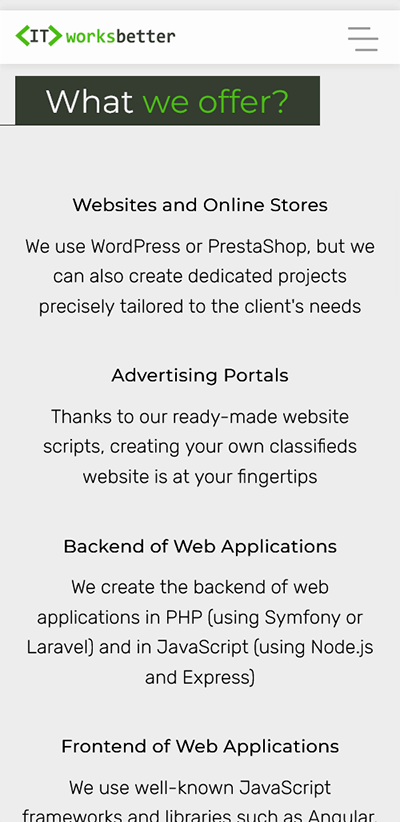 <IT>worksbetter
What we offer?
Websites and Online Stores
We use WordPress or PrestaShop, but we
can also create dedicated projects
precisely tailored to the client's needs
Advertising Portals
Thanks to our ready-made website
scripts, creating your own classifieds
website is at your fingertips
Backend of Web Applications
We create the backend of web
applications in PHP (using Symfony or
Laravel) and in JavaScript (using Node.js
and Express)
Frontend of Web Applications
We use well-known JavaScript
frameworks and libraries such as Angular,